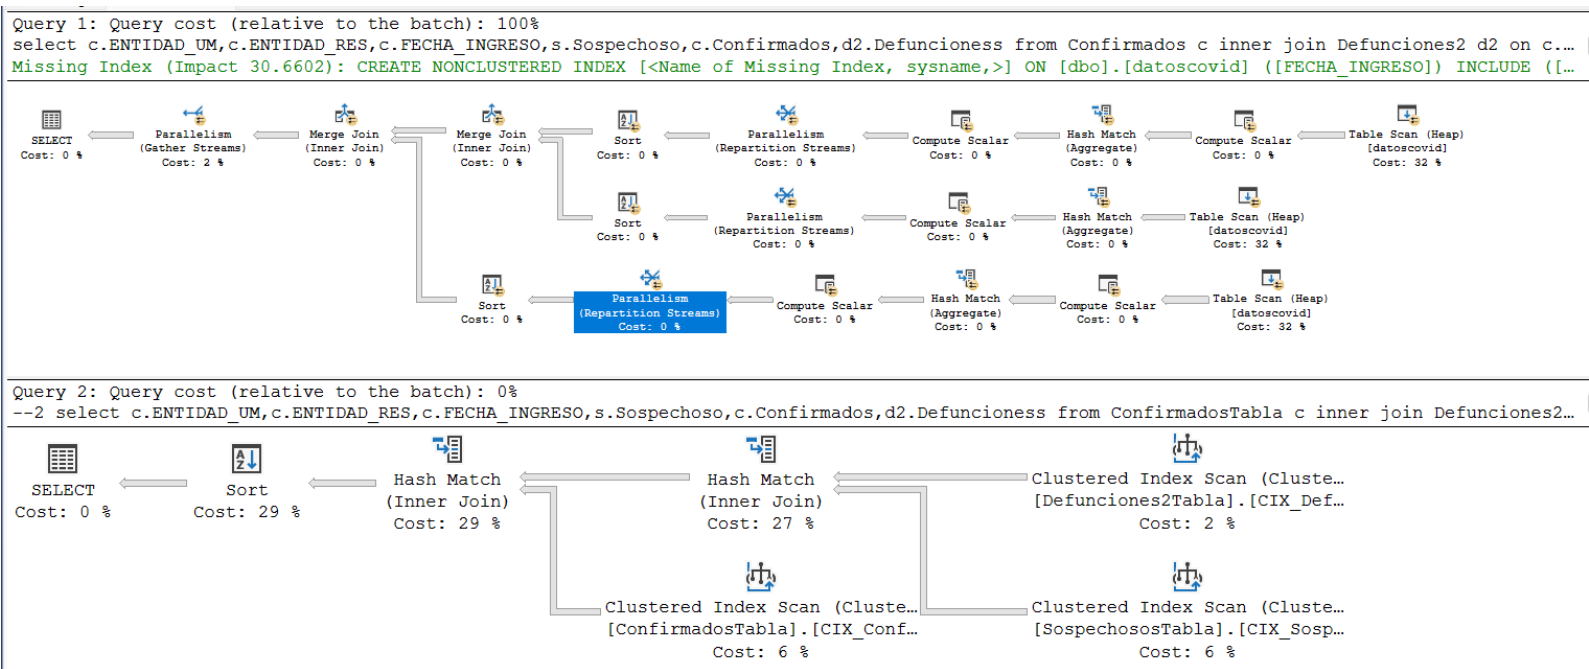 Query 1: Query cost (relative to the batch): 100%
select c.ENTIDAD_UM,c.ENTIDAD_RES,c.FECHA_INGRESO,s.Sospechoso,c.Confirmados,d2.Defuncioness from Confirmados c inner join Defunciones2 d2 on c.…
Missing Index (Impact 30.6602): CREATE NONCLUSTERED INDEX [<Name of Missing Index, sysname,>] ON [dbo].[datoscovid] ([FECHA_INGRESO]) INCLUDE ([…
SELECT
Cost: 0 %
Parallelism
(Gather Streams)
Cost: 2 %
Merge Join
(Inner Join)
Cost: 0 %
Merge Join
(Inner Join)
Cost: 0 %
Sort
Cost: 0 %
Parallelism
(Repartition Streams)
Cost: 0 %
Compute Scalar
Cost: 0 %
Hash Match
(Aggregate)
Cost: 0 %
Compute Scalar
Cost: 0 %
Table Scan (Heap)
[datoscovid]
Cost: 32 %
Sort
Cost: 0 %
Parallelism
(Repartition Streams)
Cost: 0 %
Compute Scalar
Cost: 0 %
Hash Match
(Aggregate)
Cost: 0 %
Table Scan (Heap)
[datoscovid]
Cost: 32 %
Sort
Cost: 0 %
Parallelism
(Repartition Streams)
Cost: 0 %
Compute Scalar
Cost: 0 %
Hash Match
(Aggregate)
Cost: 0 %
Compute Scalar
Cost: 0 %
Table Scan (Heap)
[datoscovid]
Cost: 32 %
Query 2: Query cost (relative to the batch): 0%
--2 select c.ENTIDAD_UM,c.ENTIDAD_RES,c.FECHA_INGRESO,s.Sospechoso,c.Confirmados,d2.Defuncioness from ConfirmadosTabla c inner join Defunciones2…
SELECT
Cost: 0 %
Sort
Cost: 29 %
Hash Match
(Inner Join)
Cost: 29 %
Hash Match
(Inner Join)
Cost: 27 %
Clustered Index Scan (Cluste…
[Defunciones2Tabla].[CIX_Def…
Cost: 2 %
Clustered Index Scan (Cluste…
[ConfirmadosTabla].[CIX_Conf…
Cost: 6 %
Clustered Index Scan (Cluste…
[SospechososTabla].[CIX_Sosp…
Cost: 6 %